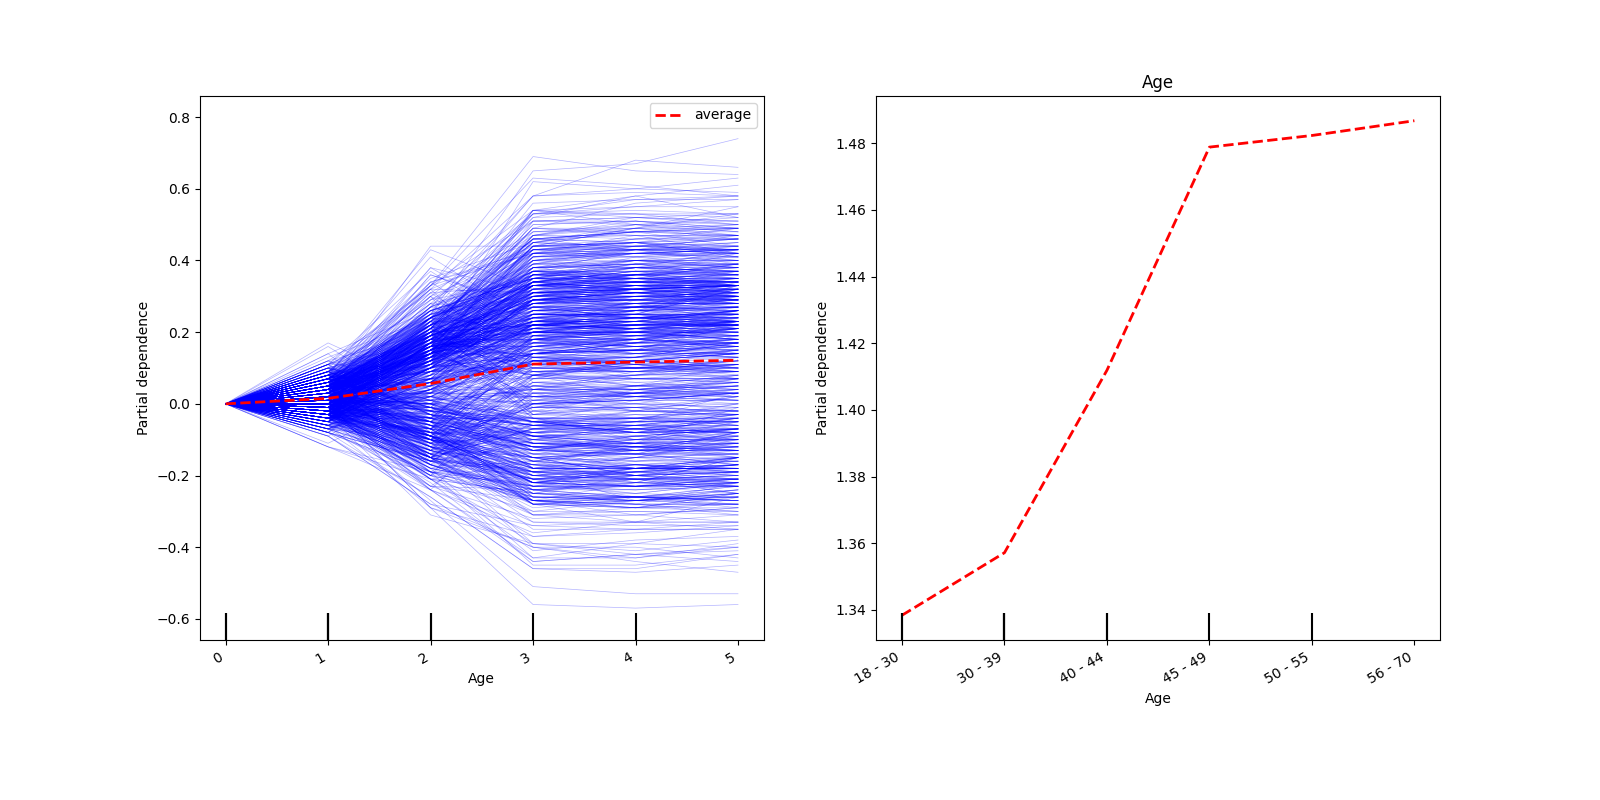 average
Partial dependence
0.8
0.6
0.4
0.2
0.0
−0.2
−0.4
−0.6
0 1 2 3 4 5
Age
Age
Partial dependence
1.48
1.46
1.44
1.42
1.40
1.38
1.36
1.34
18 - 30 30 - 39 40 - 44 45 - 49 50 - 55 56 - 70
Age